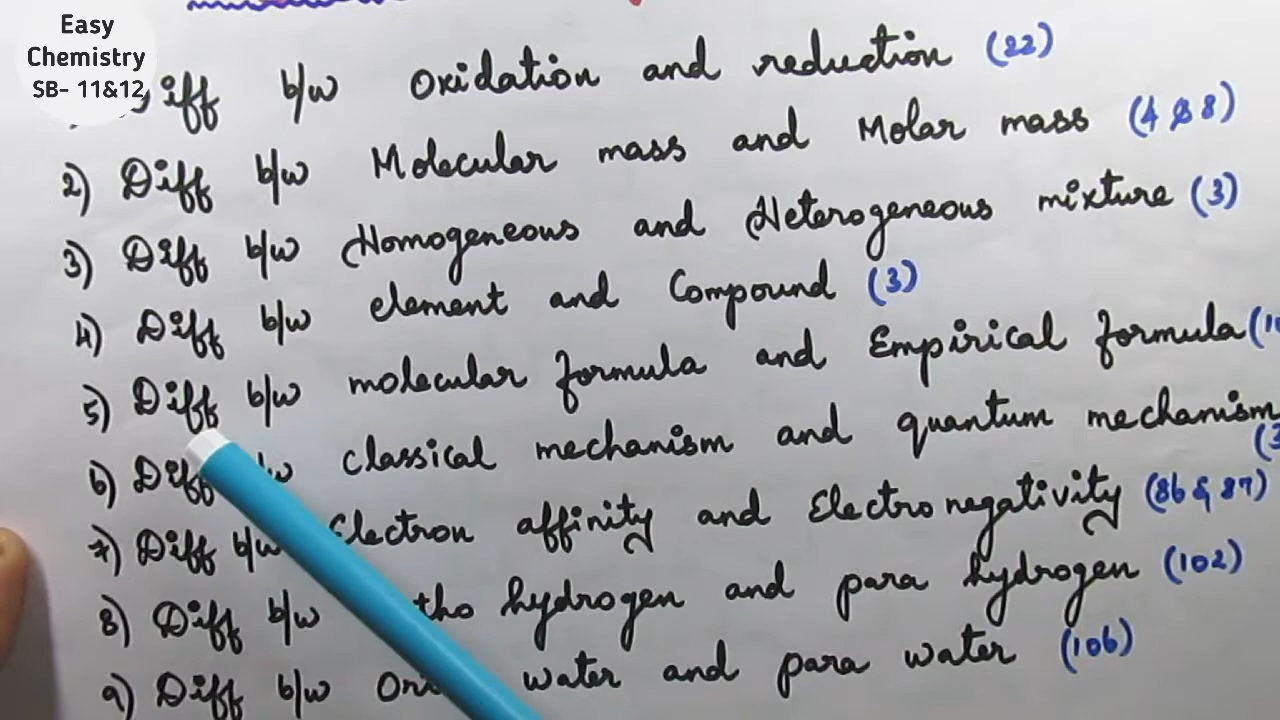 Easy
Chemistry
SB- 11&12
Diff b/w Oxidation and reduction (22)
2) Diff b/w Molecular mass and Molar mass (4 & 8)
3) Diff b/w Homogeneous and Heterogeneous mixture (3)
4) Diff b/w element and Compound (3)
5) Diff b/w molecular formula and Empirical formula (10
6) Diff b/w classical mechanism and quantum mechanism
(3
7) Diff b/w Electron affinity and Electronegativity (86 & 87)
8) Diff b/w hydrogen and para hydrogen (102)
9) Diff b/w water and para water (106)